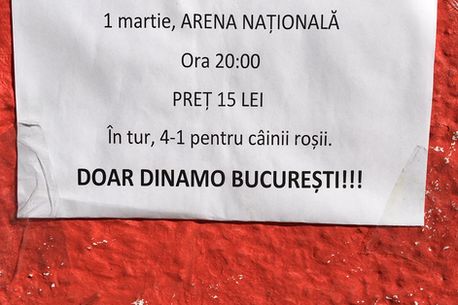 1 martie, ARENA NAȚIONALĂ
Ora 20:00
PREȚ 15 LEI
În tur, 4-1 pentru câinii roșii.
DOAR DINAMO BUCUREȘTI!!!